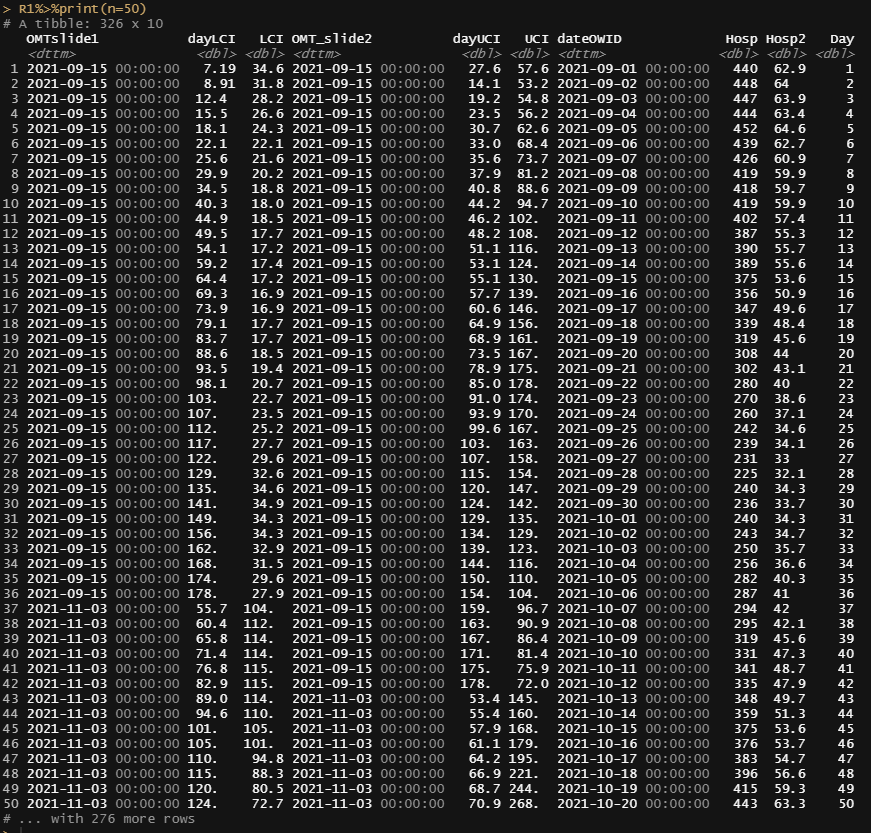 > R1%>%print(n=50)
# A tibble: 326 x 10
OMTslide1 dayLCI LCI OMT_slide2 dayUCI UCI dateOWID Hosp Hosp2 Day
<dttm> <dbl> <dbl> <dttm> <dbl> <dbl> <dttm> <dbl> <dbl> <dbl>
1 2021-09-15 00:00:00 7.19 34.6 2021-09-15 00:00:00 27.6 57.6 2021-09-01 00:00:00 440 62.9 1
2 2021-09-15 00:00:00 8.91 31.8 2021-09-15 00:00:00 14.1 53.2 2021-09-02 00:00:00 448 64 2
3 2021-09-15 00:00:00 12.4 28.2 2021-09-15 00:00:00 19.2 54.8 2021-09-03 00:00:00 447 63.9 3
4 2021-09-15 00:00:00 15.5 26.6 2021-09-15 00:00:00 23.5 56.2 2021-09-04 00:00:00 444 63.4 4
5 2021-09-15 00:00:00 18.1 24.3 2021-09-15 00:00:00 30.7 62.6 2021-09-05 00:00:00 452 64.6 5
6 2021-09-15 00:00:00 22.1 22.1 2021-09-15 00:00:00 33.0 68.4 2021-09-06 00:00:00 439 62.7 6
7 2021-09-15 00:00:00 25.6 21.6 2021-09-15 00:00:00 35.6 73.7 2021-09-07 00:00:00 426 60.9 7
8 2021-09-15 00:00:00 29.9 20.2 2021-09-15 00:00:00 37.9 81.2 2021-09-08 00:00:00 419 59.9 8
9 2021-09-15 00:00:00 34.5 18.8 2021-09-15 00:00:00 40.8 88.6 2021-09-09 00:00:00 418 59.7 9
10 2021-09-15 00:00:00 40.3 18.0 2021-09-15 00:00:00 44.2 94.7 2021-09-10 00:00:00 419 59.9 10
11 2021-09-15 00:00:00 44.9 18.5 2021-09-15 00:00:00 46.2 102. 2021-09-11 00:00:00 402 57.4 11
12 2021-09-15 00:00:00 49.5 17.7 2021-09-15 00:00:00 48.2 108. 2021-09-12 00:00:00 387 55.3 12
13 2021-09-15 00:00:00 54.1 17.2 2021-09-15 00:00:00 51.1 116. 2021-09-13 00:00:00 390 55.7 13
14 2021-09-15 00:00:00 59.2 17.4 2021-09-15 00:00:00 53.1 124. 2021-09-14 00:00:00 389 55.6 14
15 2021-09-15 00:00:00 64.4 17.2 2021-09-15 00:00:00 55.1 130. 2021-09-15 00:00:00 375 53.6 15
16 2021-09-15 00:00:00 69.3 16.9 2021-09-15 00:00:00 57.7 139. 2021-09-16 00:00:00 356 50.9 16
17 2021-09-15 00:00:00 73.9 16.9 2021-09-15 00:00:00 60.6 146. 2021-09-17 00:00:00 347 49.6 17
18 2021-09-15 00:00:00 79.1 17.7 2021-09-15 00:00:00 64.9 156. 2021-09-18 00:00:00 339 48.4 18
19 2021-09-15 00:00:00 83.7 17.7 2021-09-15 00:00:00 68.9 161. 2021-09-19 00:00:00 319 45.6 19
20 2021-09-15 00:00:00 88.6 18.5 2021-09-15 00:00:00 73.5 167. 2021-09-20 00:00:00 308 44 20
21 2021-09-15 00:00:00 93.5 19.4 2021-09-15 00:00:00 78.9 175. 2021-09-21 00:00:00 302 43.1 21
22 2021-09-15 00:00:00 98.1 20.7 2021-09-15 00:00:00 85.0 178. 2021-09-22 00:00:00 280 40 22
23 2021-09-15 00:00:00 103. 22.7 2021-09-15 00:00:00 91.0 174. 2021-09-23 00:00:00 270 38.6 23
24 2021-09-15 00:00:00 107. 23.5 2021-09-15 00:00:00 93.9 170. 2021-09-24 00:00:00 260 37.1 24
25 2021-09-15 00:00:00 112. 25.2 2021-09-15 00:00:00 99.6 167. 2021-09-25 00:00:00 242 34.6 25
26 2021-09-15 00:00:00 117. 27.7 2021-09-15 00:00:00 103. 163. 2021-09-26 00:00:00 239 34.1 26
27 2021-09-15 00:00:00 122. 29.6 2021-09-15 00:00:00 107. 158. 2021-09-27 00:00:00 231 33 27
28 2021-09-15 00:00:00 129. 32.6 2021-09-15 00:00:00 115. 154. 2021-09-28 00:00:00 225 32.1 28
29 2021-09-15 00:00:00 135. 34.6 2021-09-15 00:00:00 120. 147. 2021-09-29 00:00:00 240 34.3 29
30 2021-09-15 00:00:00 141. 34.9 2021-09-15 00:00:00 124. 142. 2021-09-30 00:00:00 236 33.7 30
31 2021-09-15 00:00:00 149. 34.3 2021-09-15 00:00:00 129. 135. 2021-10-01 00:00:00 240 34.3 31
32 2021-09-15 00:00:00 156. 34.3 2021-09-15 00:00:00 134. 129. 2021-10-02 00:00:00 243 34.7 32
33 2021-09-15 00:00:00 162. 32.9 2021-09-15 00:00:00 139. 123. 2021-10-03 00:00:00 250 35.7 33
34 2021-09-15 00:00:00 168. 31.5 2021-09-15 00:00:00 144. 116. 2021-10-04 00:00:00 256 36.6 34
35 2021-09-15 00:00:00 174. 29.6 2021-09-15 00:00:00 150. 110. 2021-10-05 00:00:00 282 40.3 35
36 2021-09-15 00:00:00 178. 27.9 2021-09-15 00:00:00 154. 104. 2021-10-06 00:00:00 287 41 36
37 2021-11-03 00:00:00 55.7 104. 2021-09-15 00:00:00 159. 96.7 2021-10-07 00:00:00 294 42 37
38 2021-11-03 00:00:00 60.4 112. 2021-09-15 00:00:00 163. 90.9 2021-10-08 00:00:00 295 42.1 38
39 2021-11-03 00:00:00 65.8 114. 2021-09-15 00:00:00 167. 86.4 2021-10-09 00:00:00 319 45.6 39
40 2021-11-03 00:00:00 71.4 114. 2021-09-15 00:00:00 171. 81.4 2021-10-10 00:00:00 331 47.3 40
41 2021-11-03 00:00:00 76.8 115. 2021-09-15 00:00:00 175. 75.9 2021-10-11 00:00:00 341 48.7 41
42 2021-11-03 00:00:00 82.9 115. 2021-09-15 00:00:00 178. 72.0 2021-10-12 00:00:00 335 47.9 42
43 2021-11-03 00:00:00 89.0 114. 2021-11-03 00:00:00 53.4 145. 2021-10-13 00:00:00 348 49.7 43
44 2021-11-03 00:00:00 94.6 110. 2021-11-03 00:00:00 55.4 160. 2021-10-14 00:00:00 359 51.3 44
45 2021-11-03 00:00:00 101. 105. 2021-11-03 00:00:00 57.9 168. 2021-10-15 00:00:00 375 53.6 45
46 2021-11-03 00:00:00 105. 101. 2021-11-03 00:00:00 61.1 179. 2021-10-16 00:00:00 376 53.7 46
47 2021-11-03 00:00:00 110. 94.8 2021-11-03 00:00:00 64.2 195. 2021-10-17 00:00:00 383 54.7 47
48 2021-11-03 00:00:00 115. 88.3 2021-11-03 00:00:00 66.9 221. 2021-10-18 00:00:00 396 56.6 48
49 2021-11-03 00:00:00 120. 80.5 2021-11-03 00:00:00 68.7 244. 2021-10-19 00:00:00 415 59.3 49
50 2021-11-03 00:00:00 124. 72.7 2021-11-03 00:00:00 70.9 268. 2021-10-20 00:00:00 443 63.3 50
# ... with 276 more rows